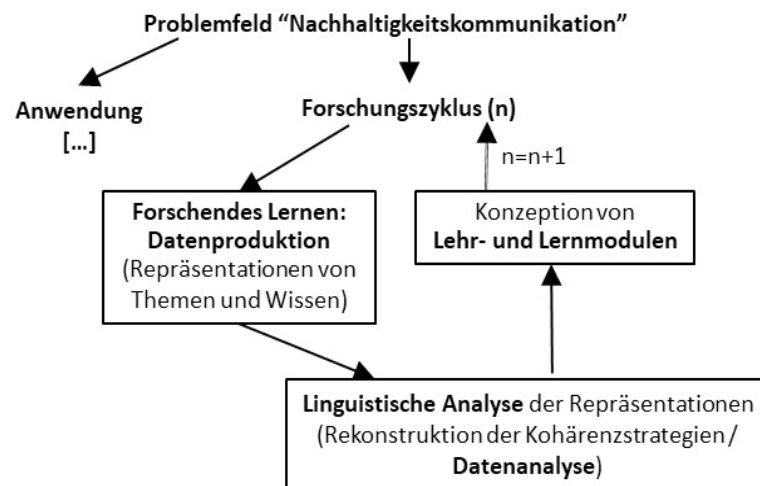 Problemfeld “Nachhaltigkeitskommunikation”
Anwendung
[...]
Forschungszyklus (n)
n=n+1
Forschendes Lernen:
Datenproduktion
(Repräsentationen von
Themen und Wissen)
Konzeption von
Lehr- und Lernmodulen
Linguistische Analyse der Repräsentationen
(Rekonstruktion der Kohärenzstrategien /
Datenanalyse)